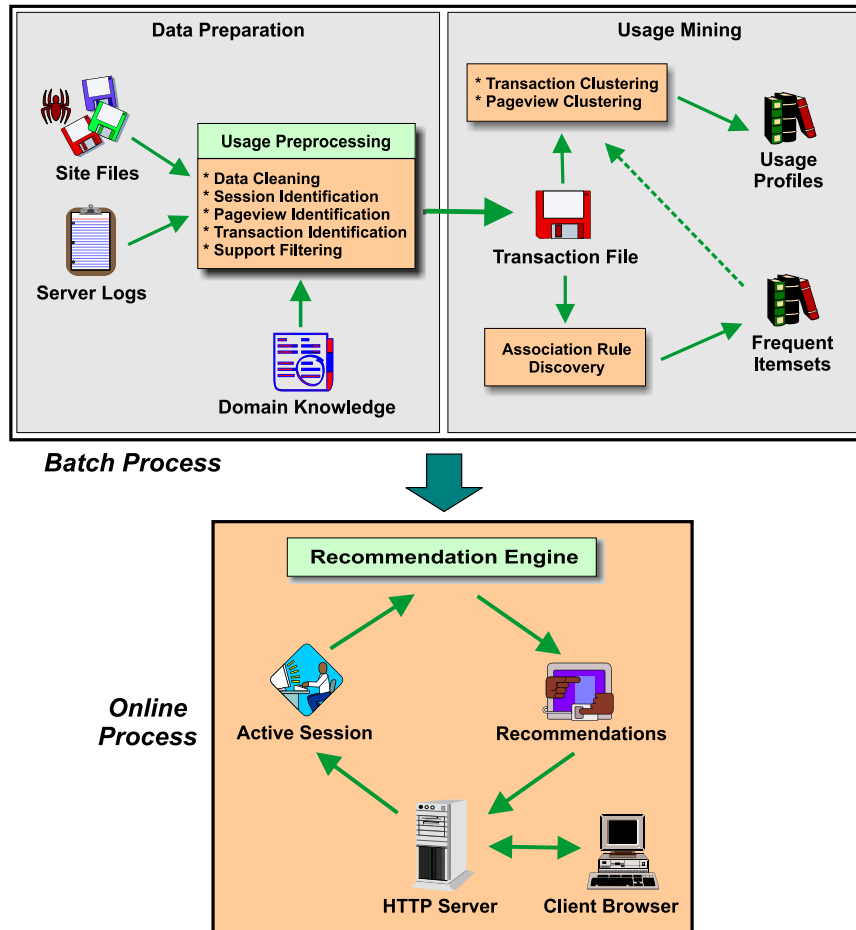 Data Preparation
Usage Mining
Site Files
Server Logs
Usage Preprocessing
* Data Cleaning
* Session Identification
* Pageview Identification
* Transaction Identification
* Support Filtering
Domain Knowledge
* Transaction Clustering
* Pageview Clustering
Usage
Profiles
Transaction File
Association Rule
Discovery
Frequent
Itemsets
Batch Process
Recommendation Engine
Online
Process
Active Session
Recommendations
HTTP Server
Client Browser